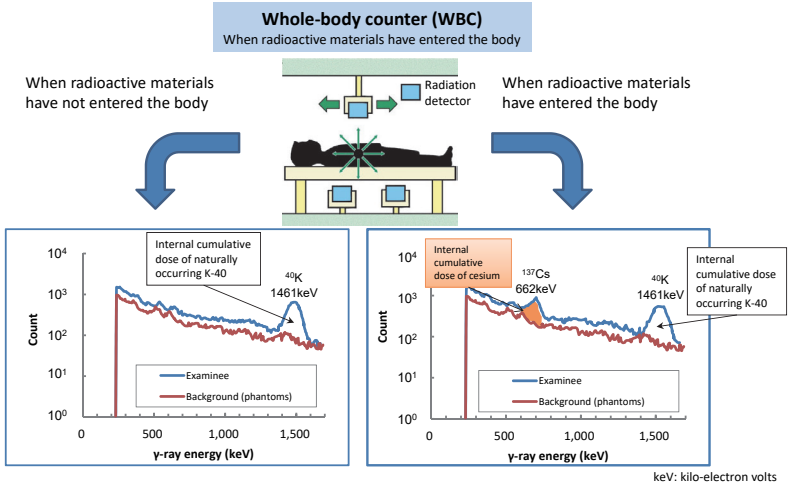 Whole-body counter (WBC)
When radioactive materials have entered the body
When radioactive materials
have not entered the body
Radiation
detector
When radioactive materials
have entered the body
Internal cumulative
dose of naturally
occurring K-40
⁴⁰K
1461keV
10⁴
10³
10²
10¹
10⁰
Count
Examinee
Background (phantoms)
0
500
1,000
1,500
γ-ray energy (keV)
Internal
cumulative
dose of cesium
¹³⁷Cs
662keV
⁴⁰K
1461keV
Internal
cumulative dose
of naturally
occurring K-40
10⁴
10³
10²
10¹
10⁰
Count
Examinee
Background (phantoms)
0
500
1,000
1,500
γ-ray energy (keV)
keV: kilo-electron volts